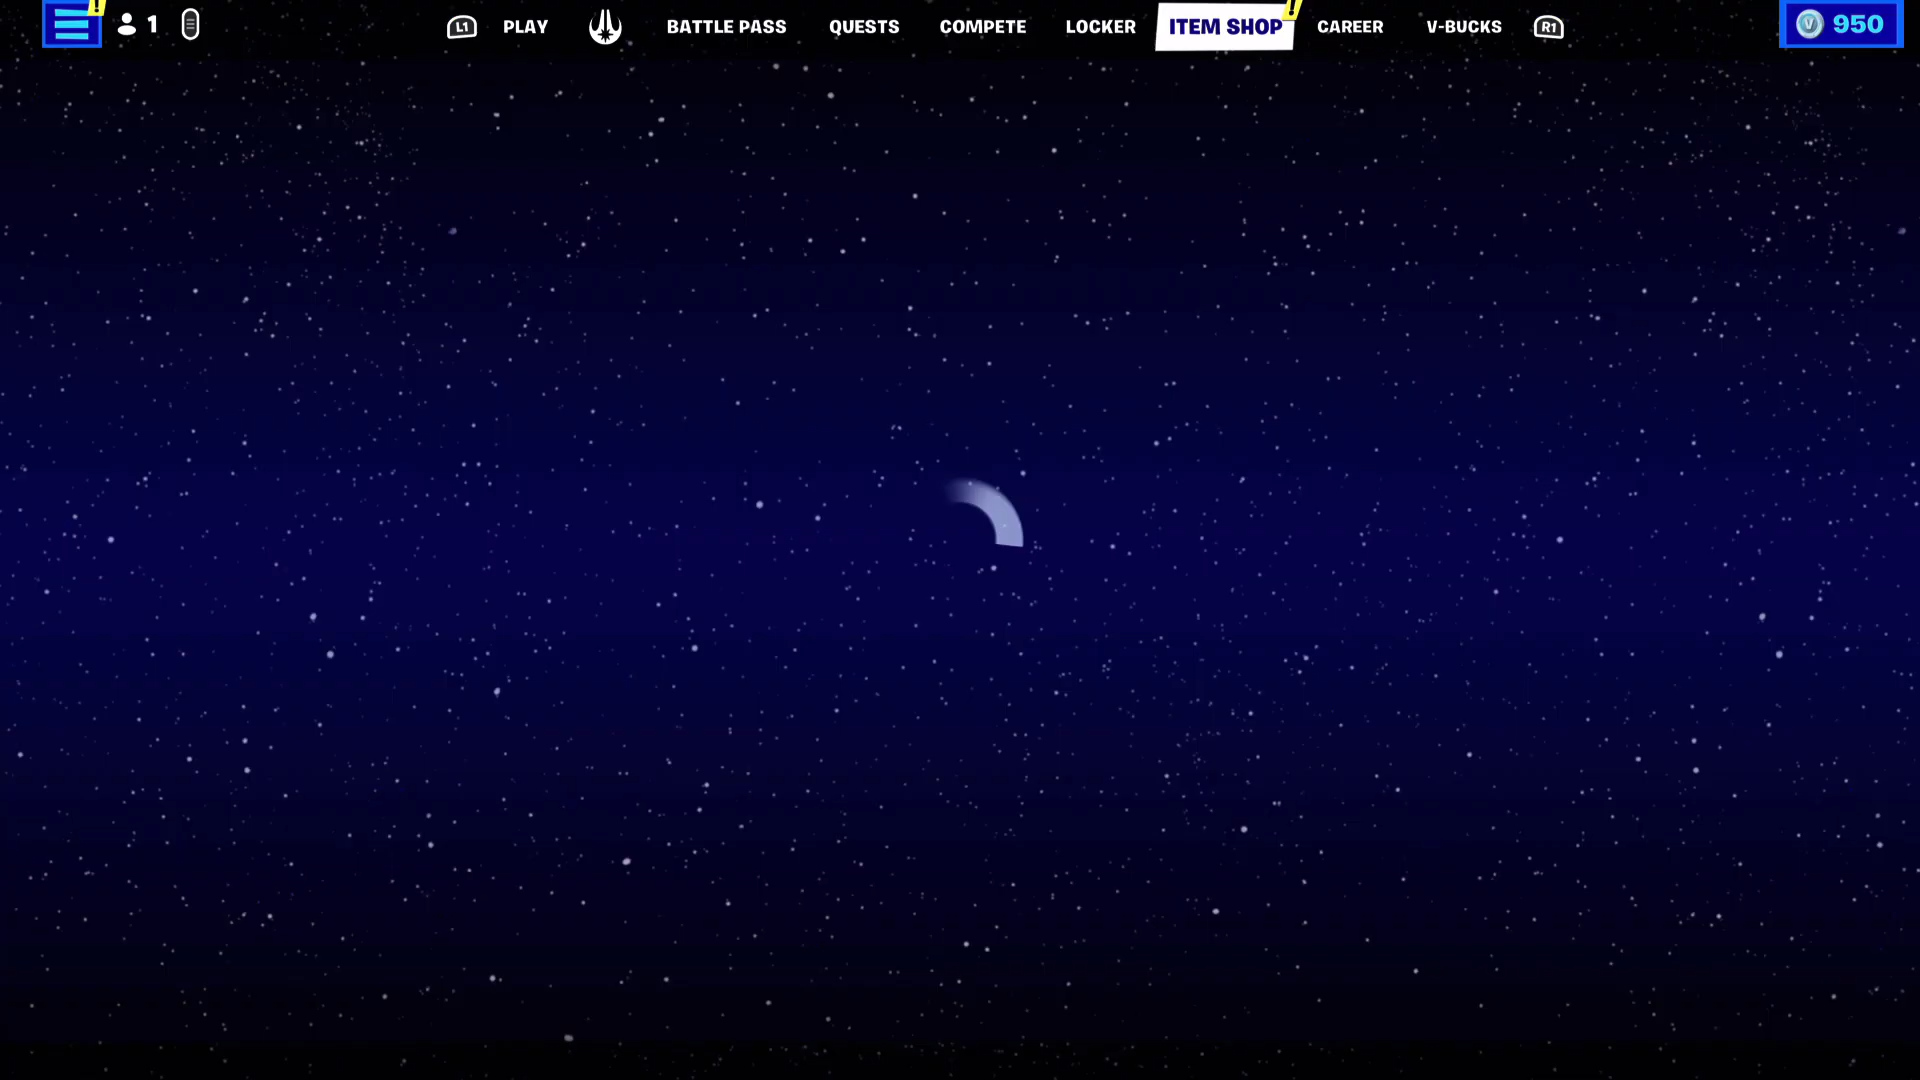 ! 1 L1 PLAY BATTLE PASS QUESTS COMPETE LOCKER ITEM SHOP ! CAREER V-BUCKS R1 V 950